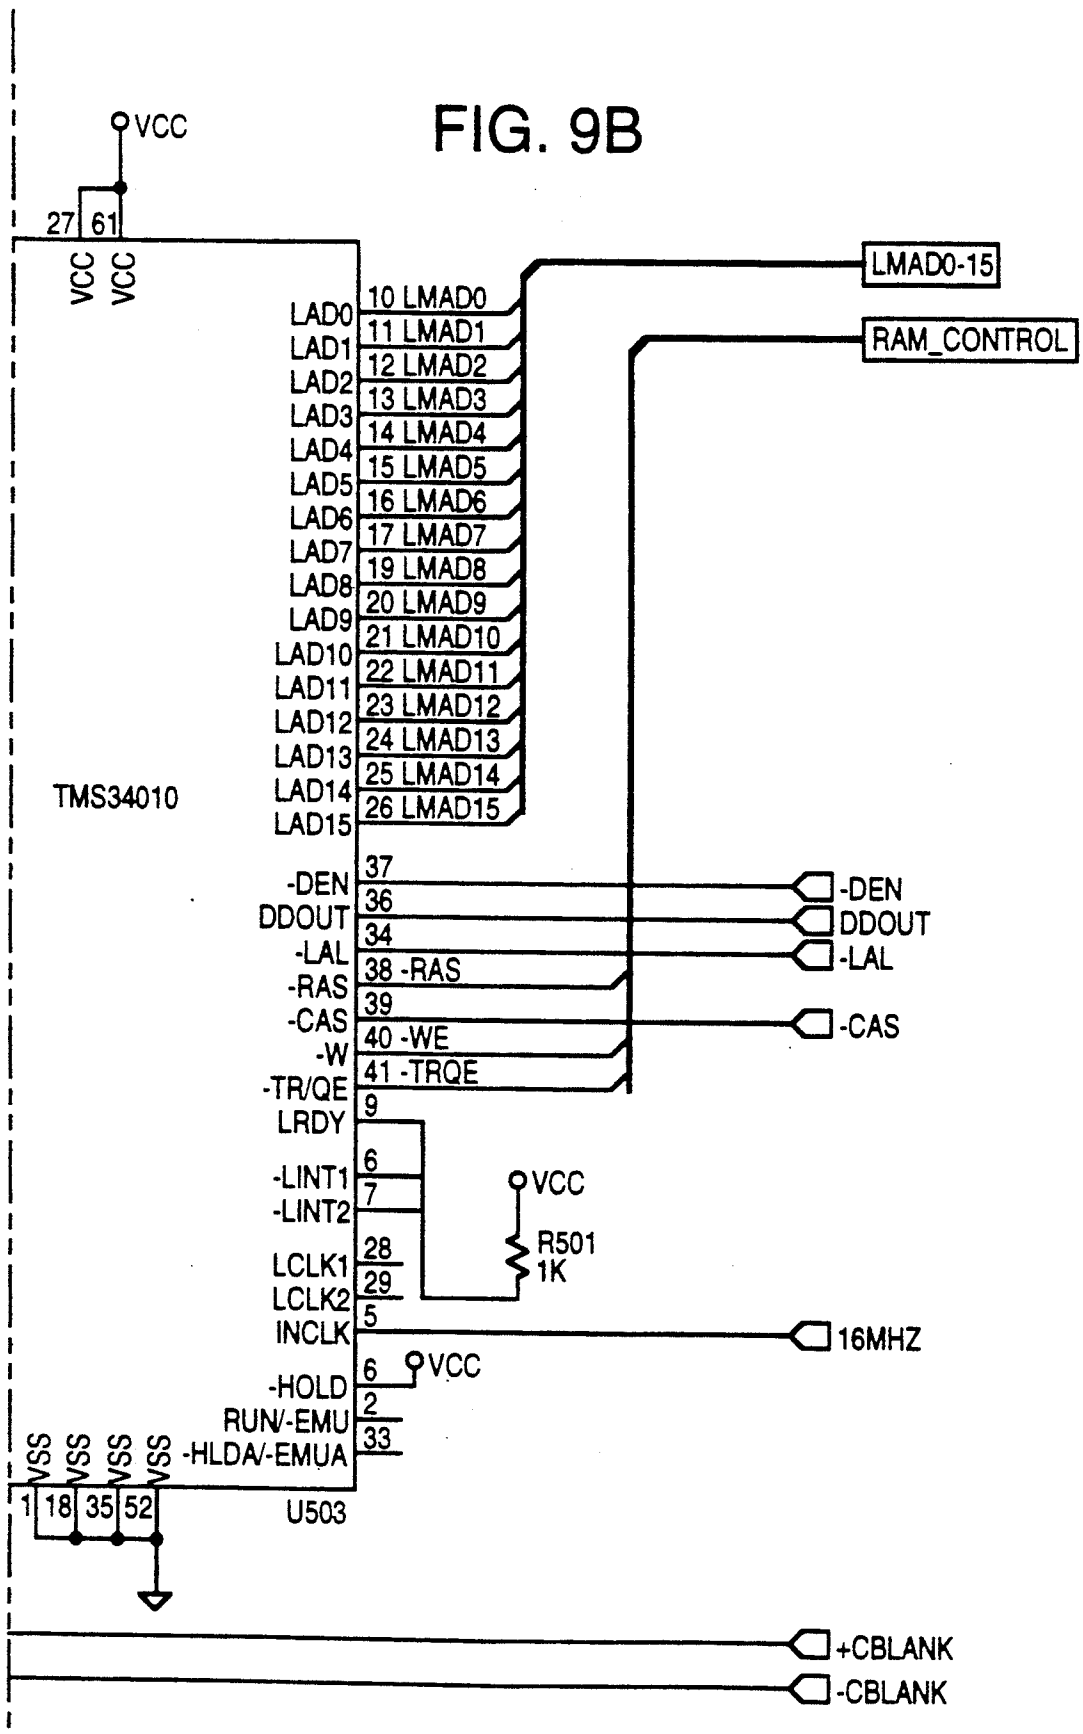 FIG. 9B
VCC
27 61
VCC VCC
LMAD0-15
RAM_CONTROL
LAD0 10 LMAD0
LAD1 11 LMAD1
LAD2 12 LMAD2
LAD3 13 LMAD3
LAD4 14 LMAD4
LAD5 15 LMAD5
LAD6 16 LMAD6
LAD7 17 LMAD7
LAD8 19 LMAD8
LAD9 20 LMAD9
LAD10 21 LMAD10
LAD11 22 LMAD11
LAD12 23 LMAD12
LAD13 24 LMAD13
LAD14 25 LMAD14
LAD15 26 LMAD15
TMS34010
-DEN 37 -DEN
DDOUT 36 DDOUT
-LAL 34 -LAL
-RAS 38 -RAS
-CAS 39 -CAS
-W 40 -WE
-TR/QE 41 -TRQE
LRDY 9
-LINT1 6
-LINT2 7
VCC
R501
1K
LCLK1 28
LCLK2 29
INCLK 5 16MHZ
-HOLD 6 VCC
RUN/-EMU 2
-HLDA/-EMUA 33
VSS VSS VSS VSS
1 18 35 52
U503
+CBLANK
-CBLANK